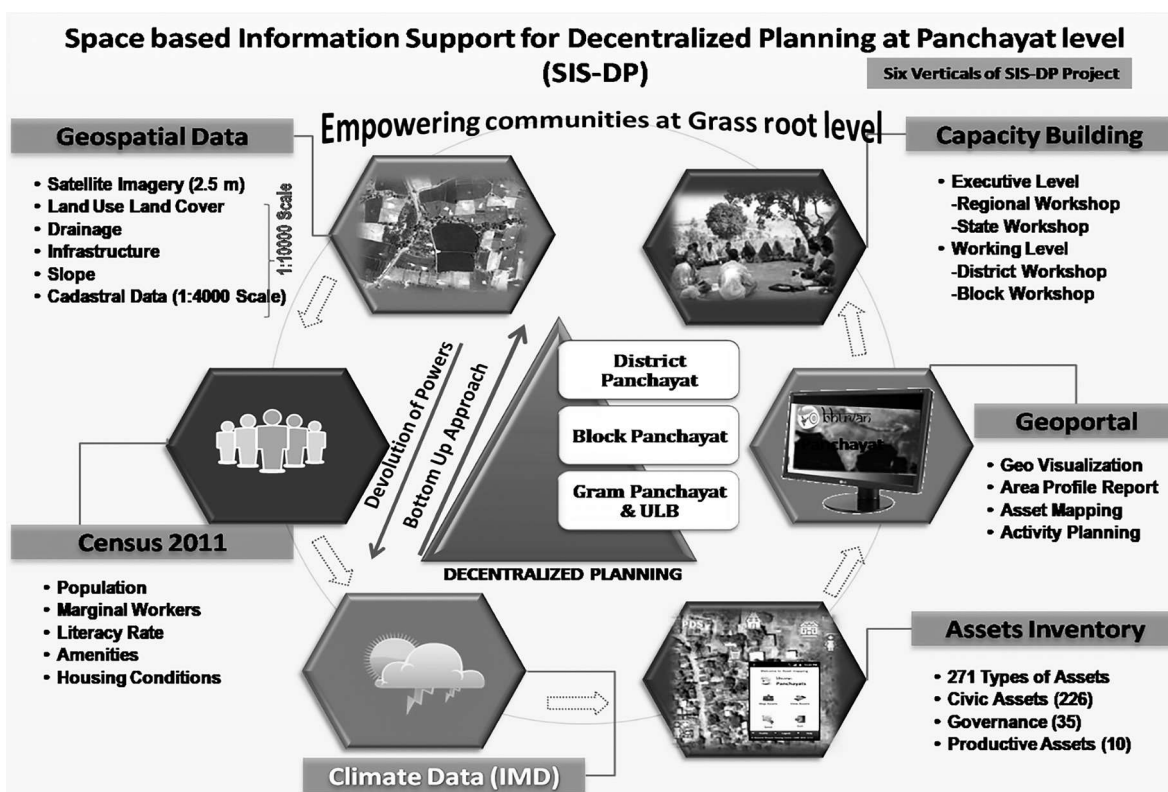 Space based Information Support for Decentralized Planning at Panchayat level
(SIS-DP)
Six Verticals of SIS-DP Project
Empowering communities at Grass root level
Geospatial Data
• Satellite Imagery (2.5 m)
• Land Use Land Cover
• Drainage
• Infrastructure
• Slope
• Cadastral Data (1:4000 Scale)
1:10000 Scale
Capacity Building
• Executive Level
-Regional Workshop
-State Workshop
• Working Level
-District Workshop
-Block Workshop
Devolution of Powers
Bottom Up Approach
District
Panchayat
Block Panchayat
Gram Panchayat
& ULB
DECENTRALIZED PLANNING
bhuvan
Panchayat
Geoportal
• Geo Visualization
• Area Profile Report
• Asset Mapping
• Activity Planning
Census 2011
• Population
• Marginal Workers
• Literacy Rate
• Amenities
• Housing Conditions
Climate Data (IMD)
PDS
Panchayats
Assets Inventory
• 271 Types of Assets
• Civic Assets (226)
• Governance (35)
• Productive Assets (10)